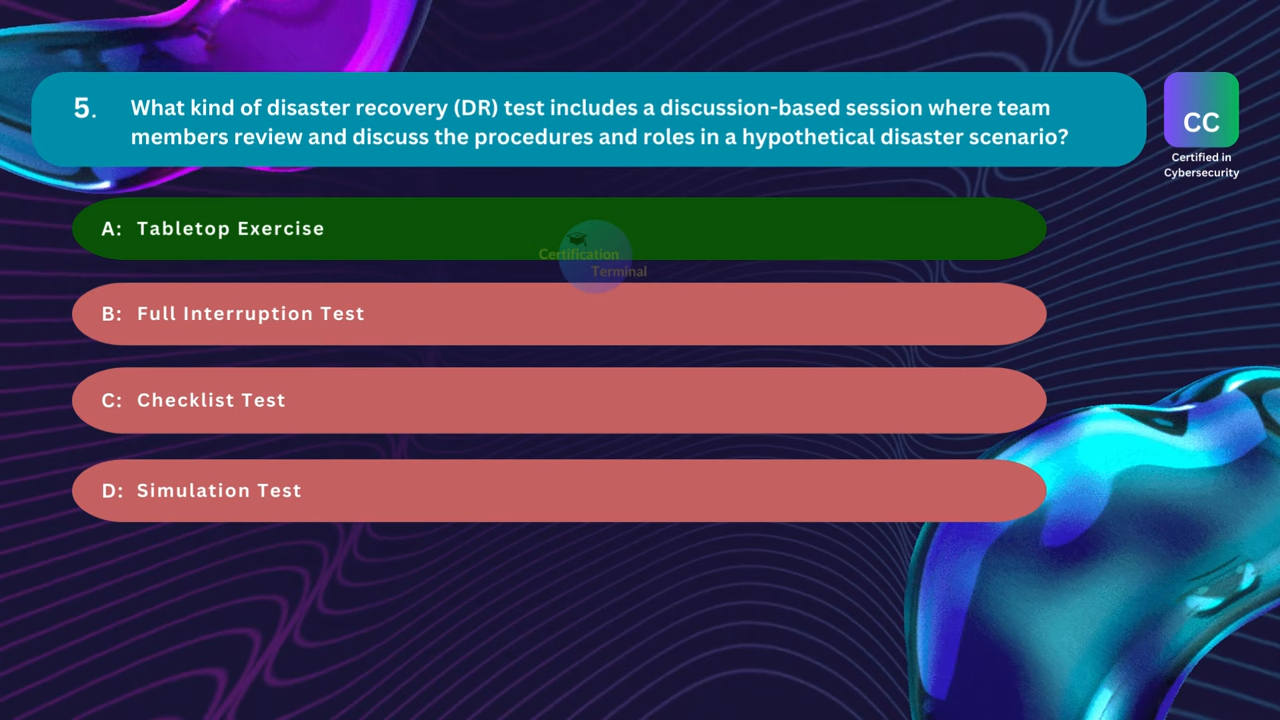 5. What kind of disaster recovery (DR) test includes a discussion-based session where team
members review and discuss the procedures and roles in a hypothetical disaster scenario?
CC
Certified in
Cybersecurity
A: Tabletop Exercise
Certification
Terminal
B: Full Interruption Test
C: Checklist Test
D: Simulation Test